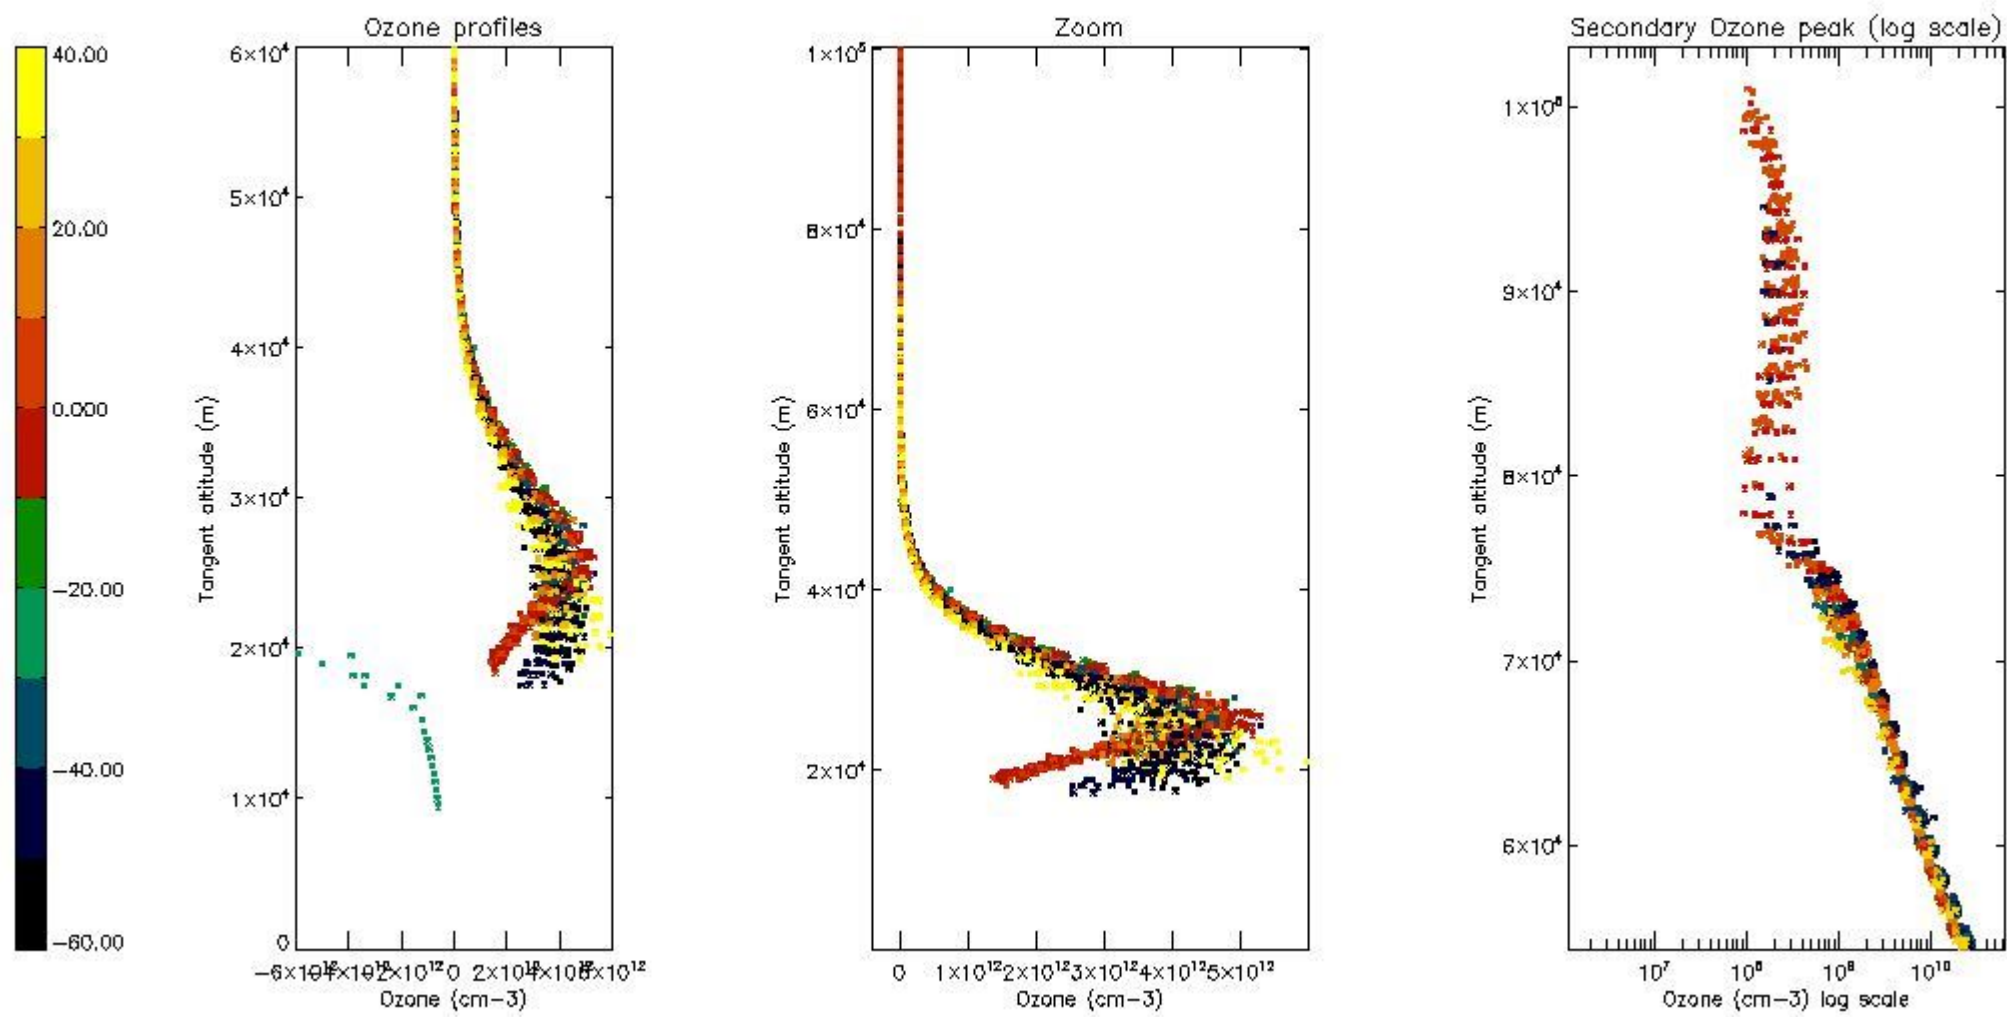 Ozone profiles
Zoom
Secondary Ozone peak (log scale)
40.00
20.00
0.000
−20.00
−40.00
−60.00
6×10⁴
5×10⁴
4×10⁴
3×10⁴
2×10⁴
1×10⁴
0
Tangent altitude (m)
0 2×10¹²
Ozone (cm−3)
1×10⁵
8×10⁴
6×10⁴
4×10⁴
2×10⁴
Tangent altitude (m)
0 1×10¹² 2×10¹² 3×10¹² 4×10¹² 5×10¹²
Ozone (cm−3)
1×10⁵
9×10⁴
8×10⁴
7×10⁴
6×10⁴
Tangent altitude (m)
10⁷ 10⁸ 10⁹ 10¹⁰
Ozone (cm−3) log scale